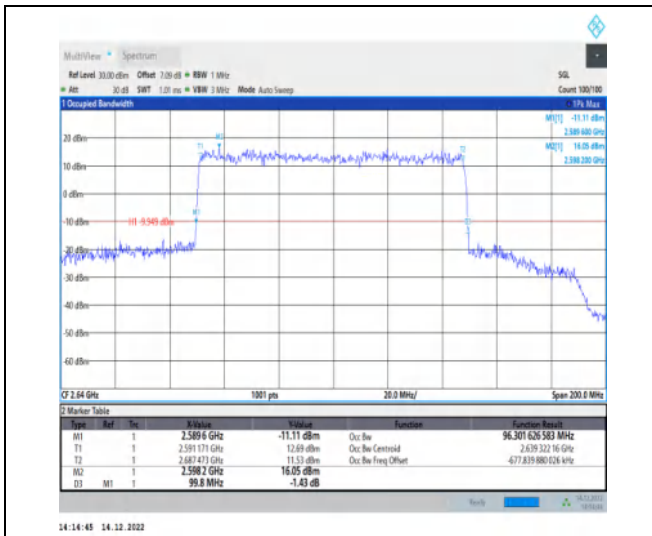 MultiView Spectrum
Ref Level 30.00 dBm Offset 7.09 dB RBW 1 MHz SGL
Att 30 dB SWT 1.01 ms VBW 3 MHz Mode Auto Sweep Count 100/100
1 Occupied Bandwidth 1Pk Max
M1[1] -11.11 dBm
2.589 600 GHz
M2[1] 16.05 dBm
2.598 200 GHz
20 dBm
M2
T1
T2
10 dBm
0 dBm
M1
-10 dBm
H1 -9.949 dBm
-20 dBm
-30 dBm
-40 dBm
-50 dBm
-60 dBm
CF 2.64 GHz 1001 pts 20.0 MHz/ Span 200.0 MHz
2 Marker Table
Type Ref Trc X-Value Y-Value Function Function Result
M1 1 2.5896 GHz -11.11 dBm Occ Bw 96.301 626 583 MHz
T1 1 2.591 171 GHz 12.69 dBm Occ Bw Centroid 2.639 322 16 GHz
T2 1 2.687 473 GHz 11.53 dBm Occ Bw Freq Offset -677.839 880 026 kHz
M2 1 2.5982 GHz 16.05 dBm
D3 M1 1 99.8 MHz -1.43 dB
Ready
14:14:45 14.12.2022